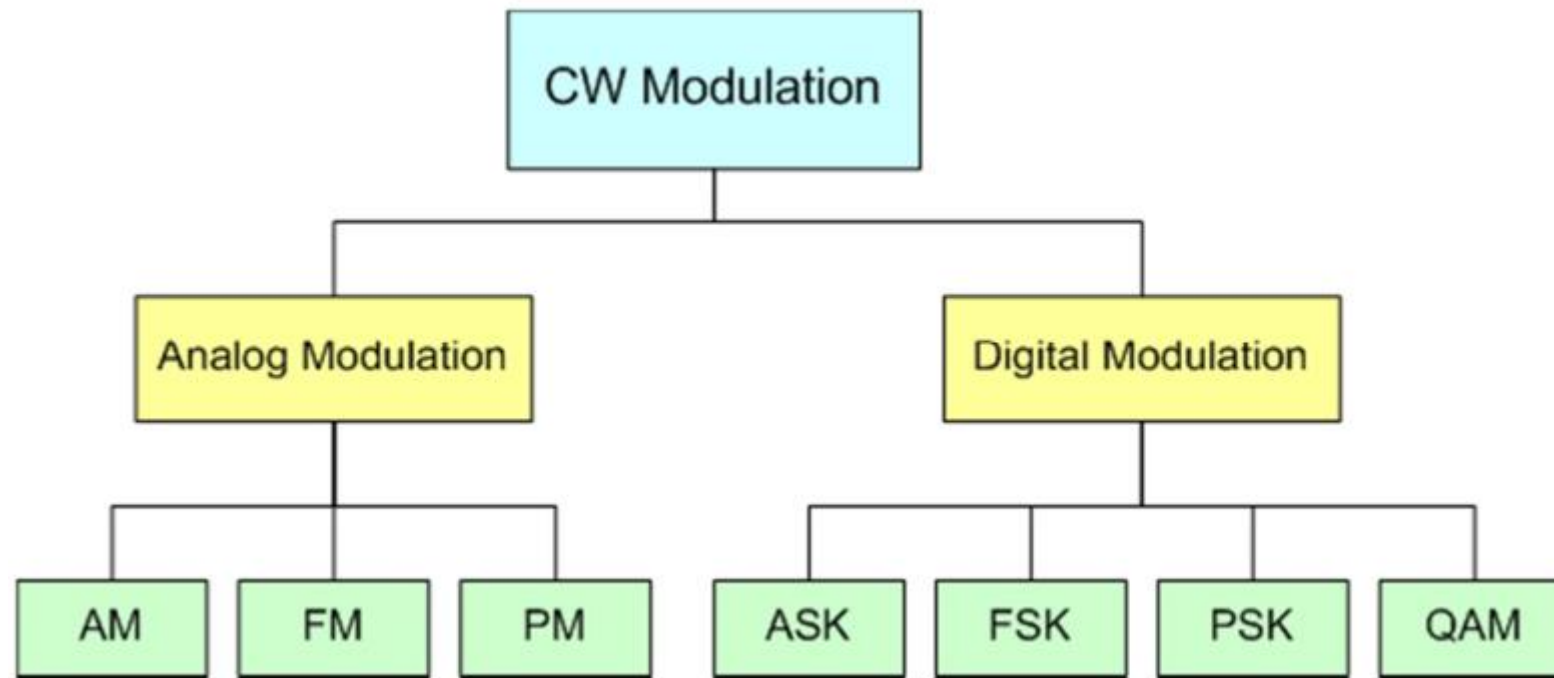 CW Modulation
Analog Modulation
Digital Modulation
AM
FM
PM
ASK
FSK
PSK
QAM